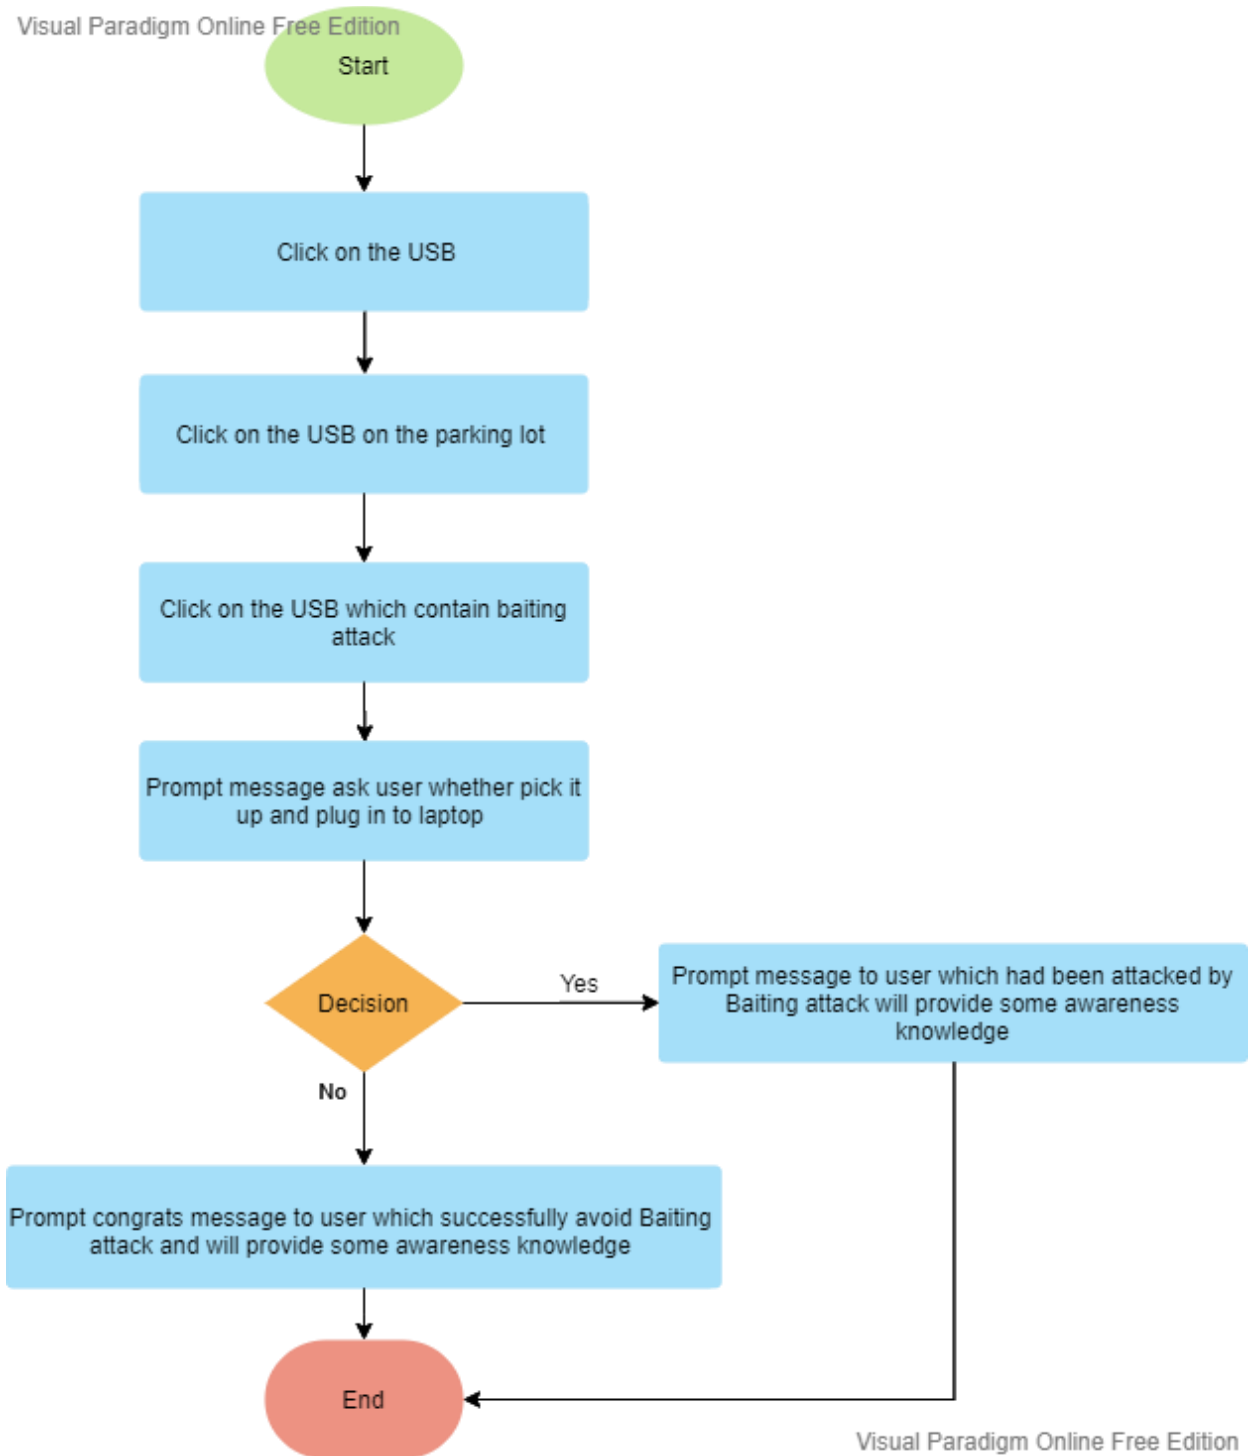 Visual Paradigm Online Free Edition
Start
Click on the USB
Click on the USB on the parking lot
Click on the USB which contain baiting
attack
Prompt message ask user whether pick it
up and plug in to laptop
Decision
Yes
Prompt message to user which had been attacked by
Baiting attack will provide some awareness
knowledge
No
Prompt congrats message to user which successfully avoid Baiting
attack and will provide some awareness knowledge
End
Visual Paradigm Online Free Edition